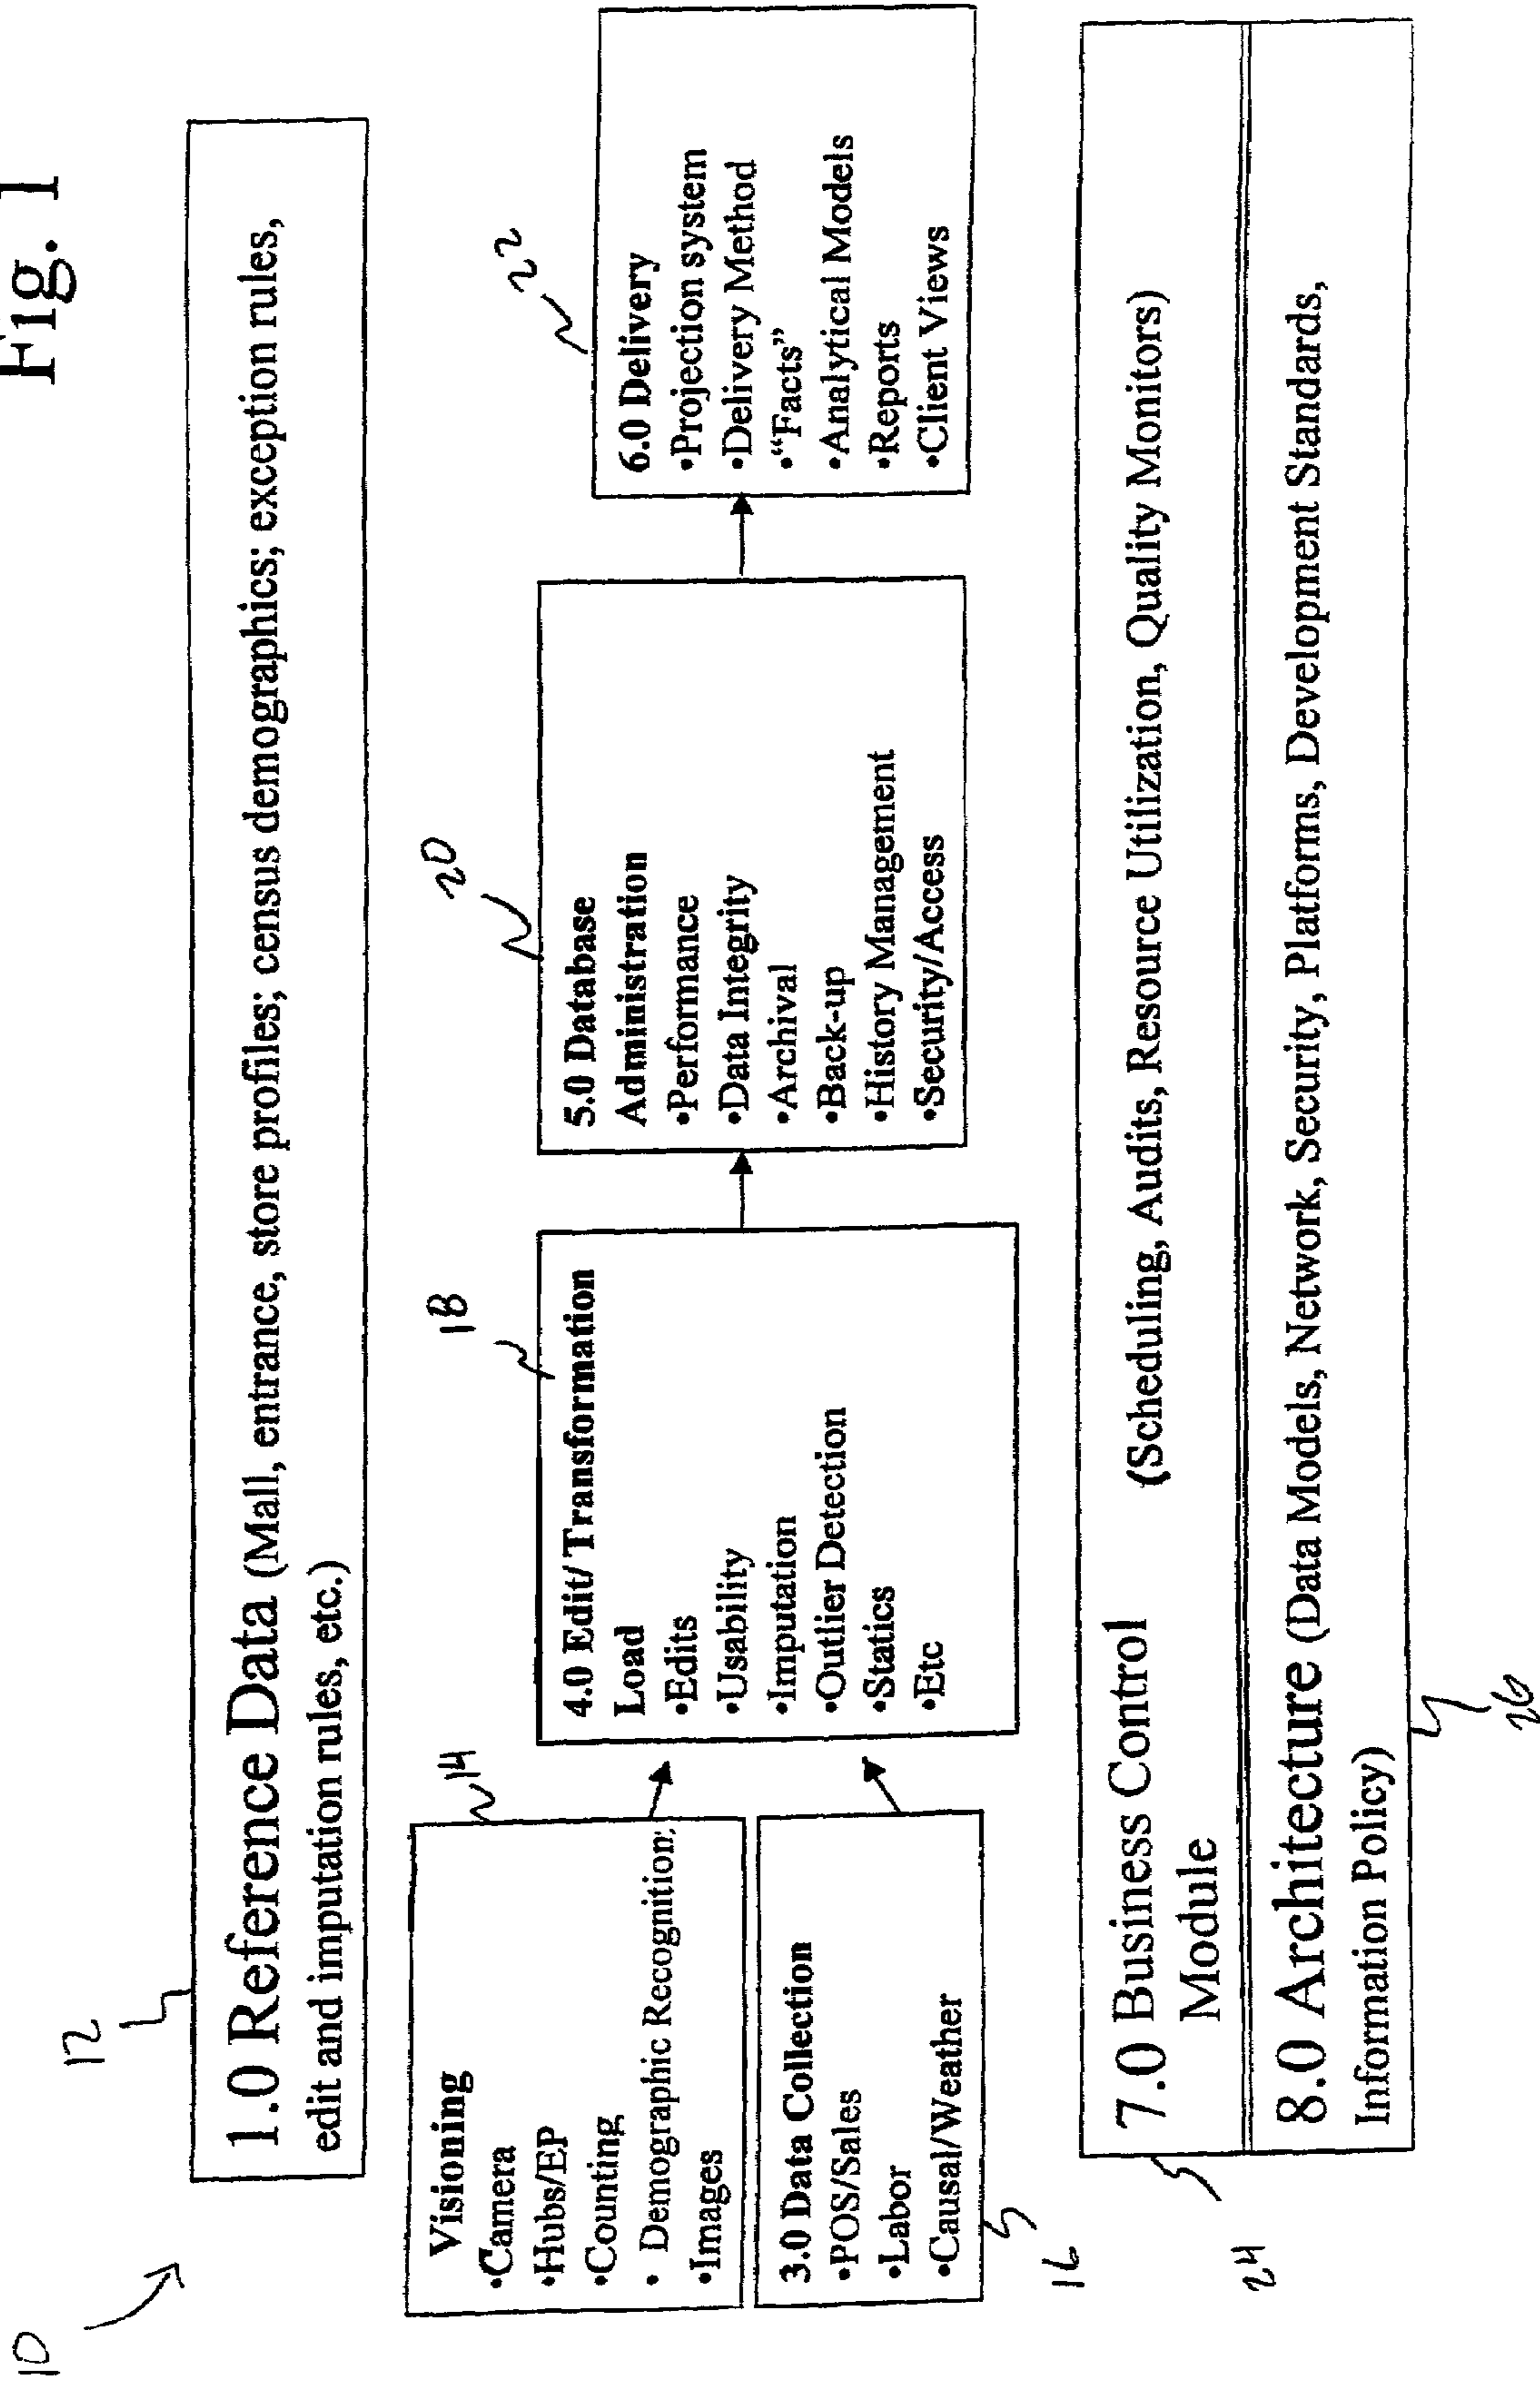 Fig. 1
10
12
1.0 Reference Data (Mall, entrance, store profiles; census demographics; exception rules,
edit and imputation rules, etc.)
14
Visioning
•Camera
•Hubs/EP
•Counting
• Demographic Recognition,
•Images
3.0 Data Collection
•POS/Sales
•Labor
•Causal/Weather
16
18
4.0 Edit/Transformation
Load
•Edits
•Usability
•Imputation
•Outlier Detection
•Statics
•Etc
20
5.0 Database
Administration
•Performance
•Data Integrity
•Archival
•Back-up
•History Management
•Security/Access
22
6.0 Delivery
•Projection system
•Delivery Method
•“Facts”
•Analytical Models
•Reports
•Client Views
7.0 Business Control (Scheduling, Audits, Resource Utilization, Quality Monitors)
Module
24
8.0 Architecture (Data Models, Network, Security, Platforms, Development Standards,
Information Policy)
26